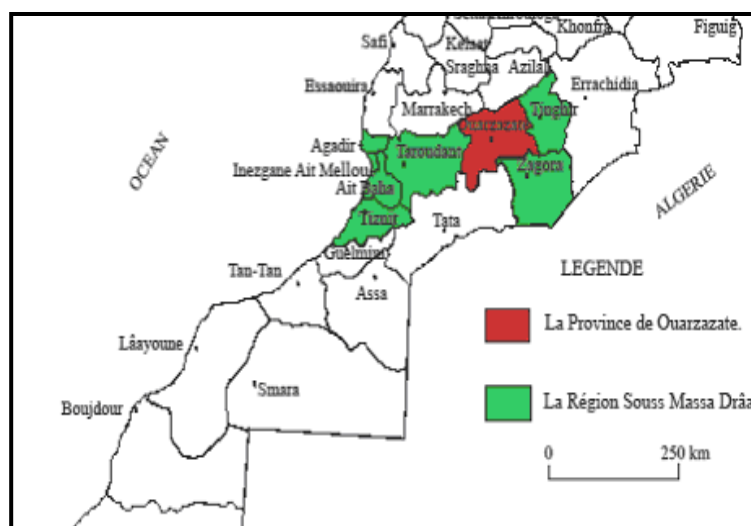 Safi
Kelaat
Khonfra
Figuig
Sraghna
Azilal
Essaouira
Marrakech
Errachidia
Tinghir
Ouarzazate
Agadir
Taroudant
Inezgane Ait Mellou
Zagora
Ait Baha
OCEAN
ALGERIE
Tiznit
Tata
Guelmim
Tan-Tan
Assa
LEGENDE
La Province de Ouarzazate.
Lâayoune
Smara
Boujdour
La Région Souss Massa Drâa
0 250 km